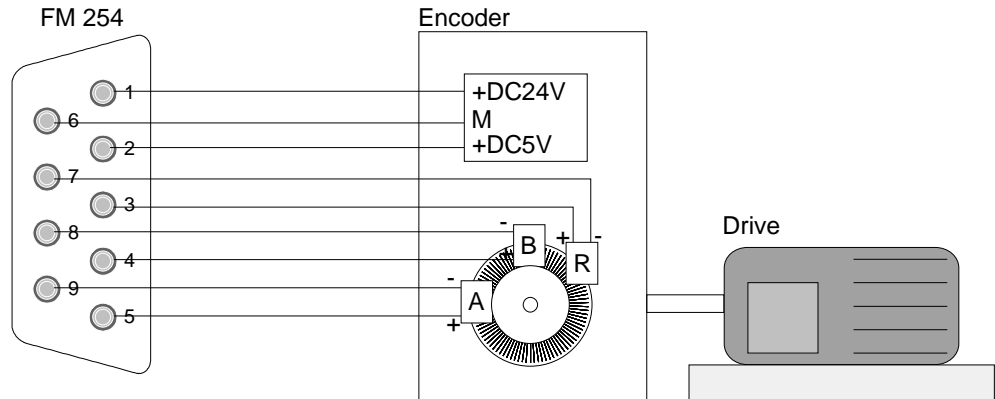 FM 254
Encoder
1
+DC24V
6
M
2
+DC5V
7
3
Drive
8
- B + -
4
+ R
9
- A
5
+